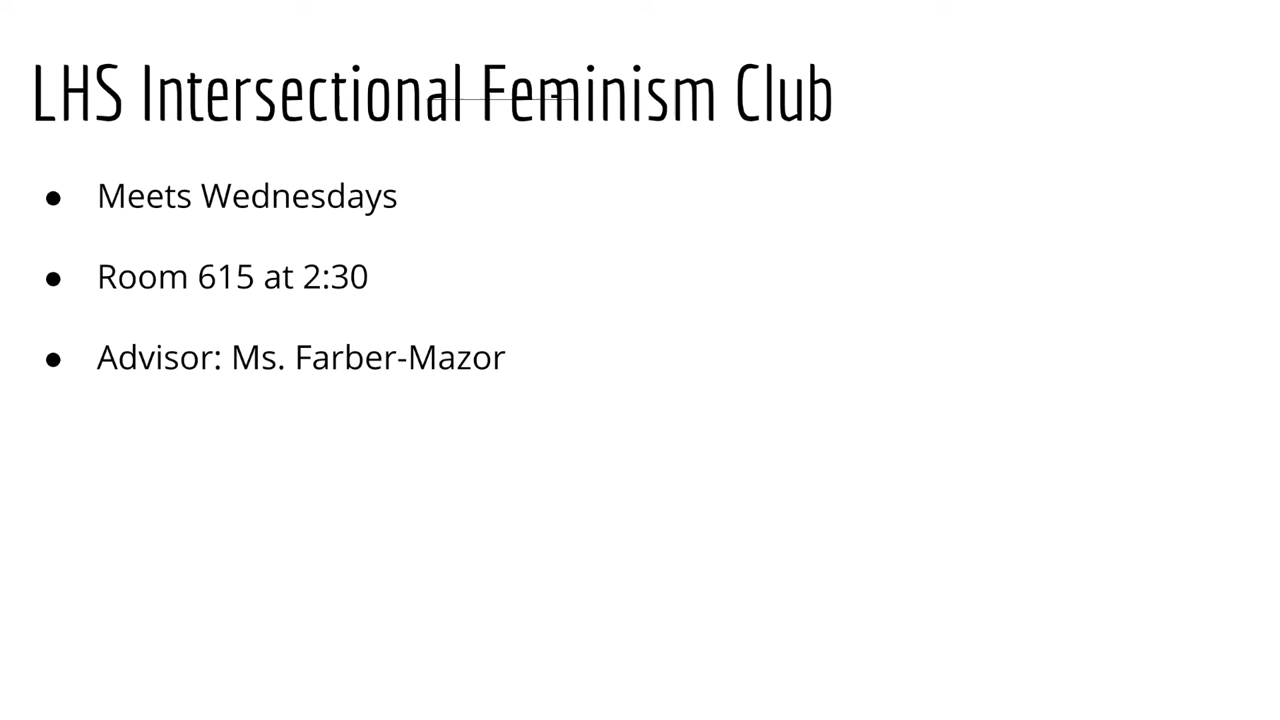 LHS Intersectional Feminism Club
● Meets Wednesdays
● Room 615 at 2:30
● Advisor: Ms. Farber-Mazor